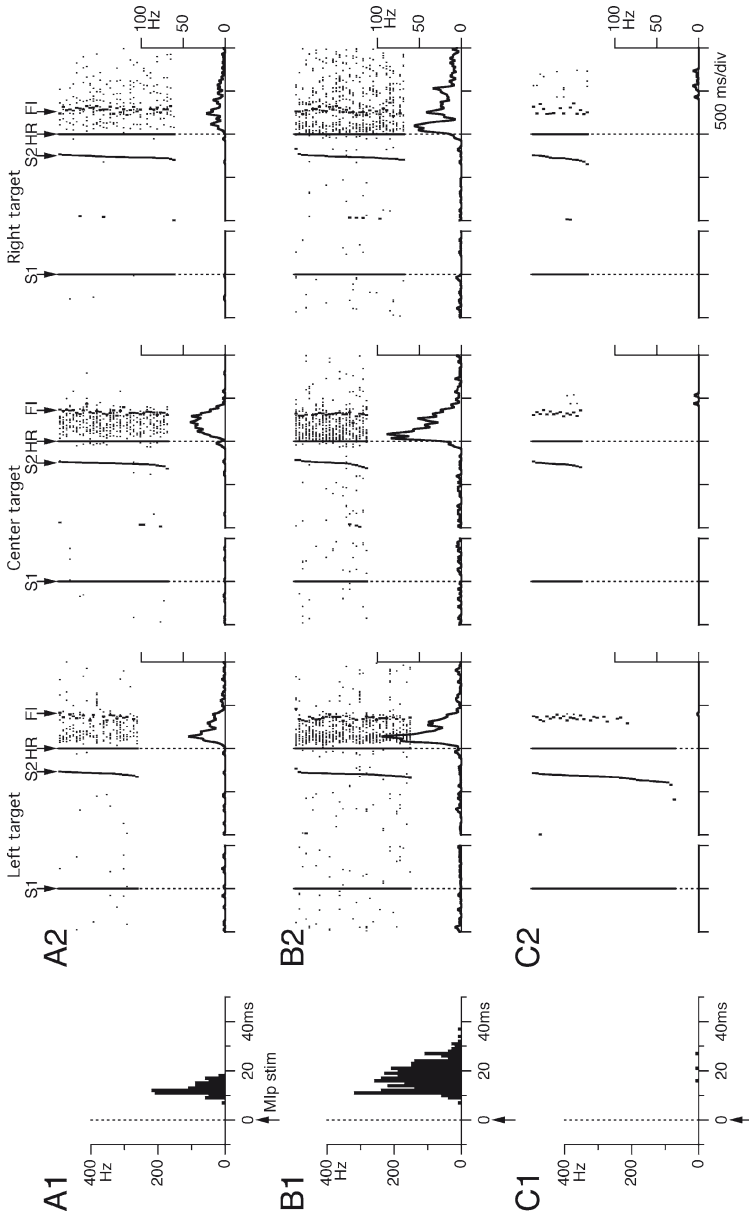 A1
400
Hz
200
0
0
20
40ms
MIp stim
A2
Left target
Center target
Right target
S1
S2
HR
FI
S1
S2
HR
FI
S1
S2
HR
FI
100
Hz
50
0
B1
400
Hz
200
0
0
20
40ms
B2
100
Hz
50
0
C1
400
Hz
200
0
0
20
40ms
C2
100
Hz
50
0
500 ms/div